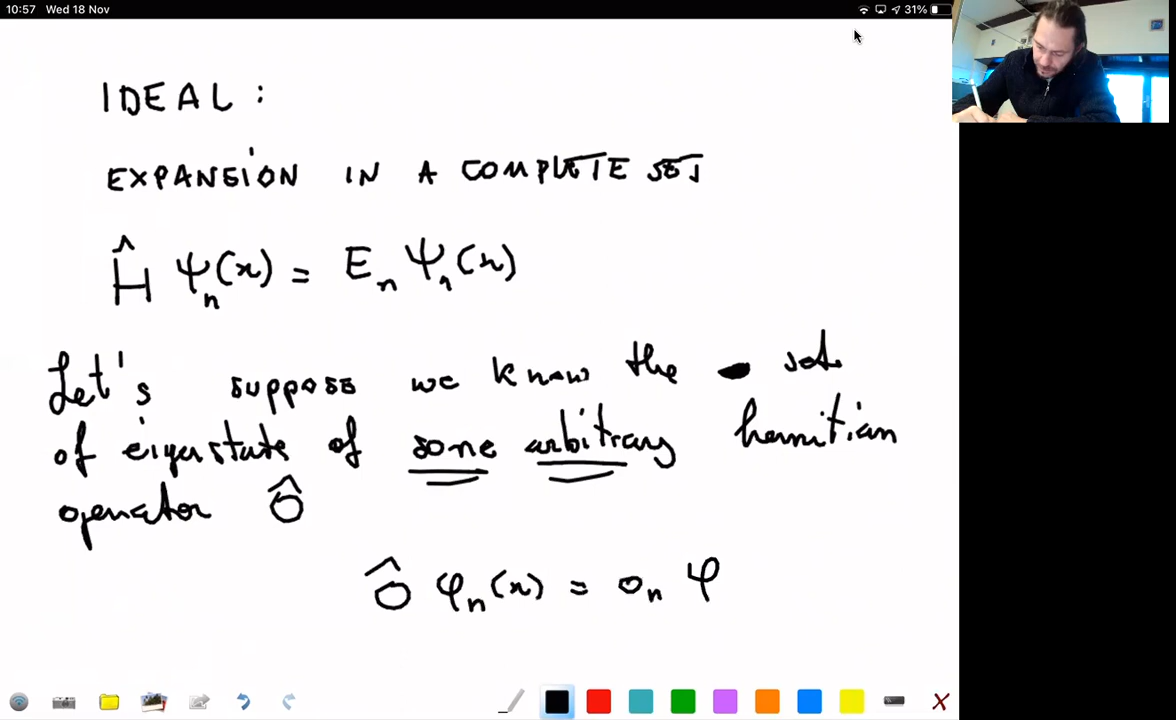 10:57 Wed 18 Nov 31%
IDEAL :
EXPANSION IN A COMPLETE SET
Ĥ ψₙ(x) = Eₙ ψₙ(x)
Let's suppose we know the set
of eigenstate of some arbitrary hermitian
operator Ô
Ô φₙ(x) = oₙ φ